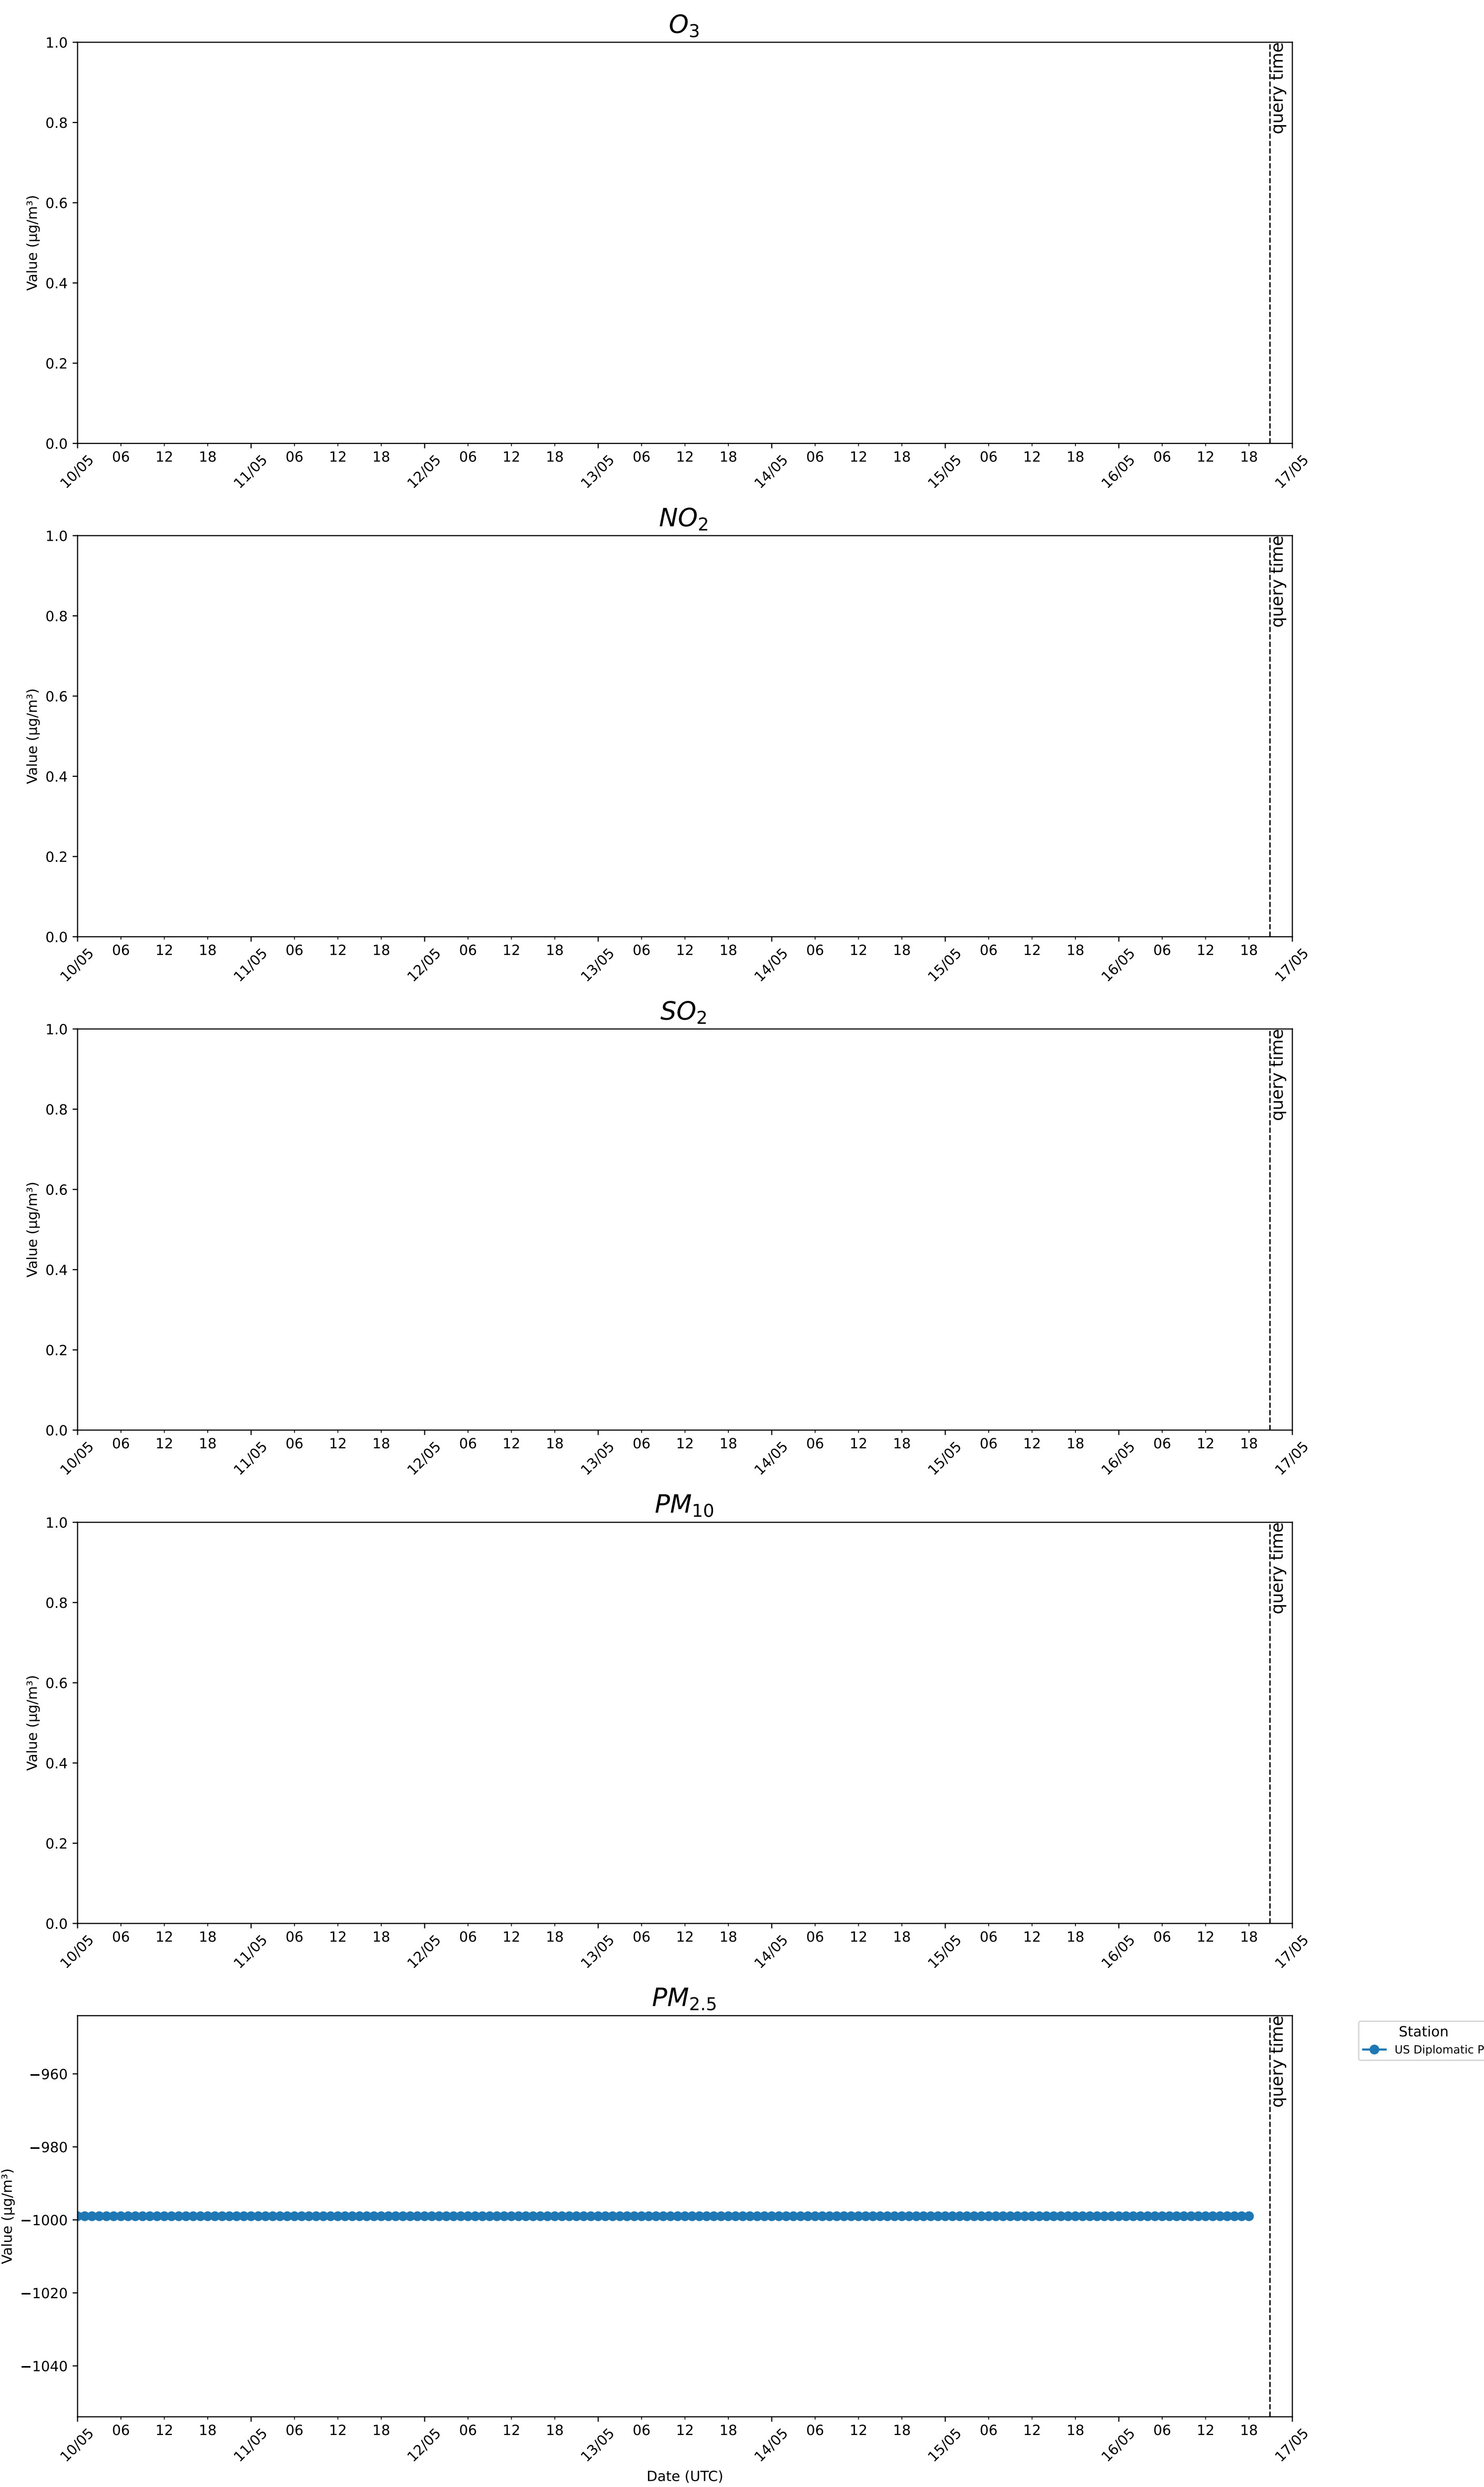 O3
Value (µg/m³)
1.0
0.8
0.6
0.4
0.2
0.0
query time
10/05 06 12 18 11/05 06 12 18 12/05 06 12 18 13/05 06 12 18 14/05 06 12 18 15/05 06 12 18 16/05 06 12 18 17/05
NO2
Value (µg/m³)
1.0
0.8
0.6
0.4
0.2
0.0
query time
10/05 06 12 18 11/05 06 12 18 12/05 06 12 18 13/05 06 12 18 14/05 06 12 18 15/05 06 12 18 16/05 06 12 18 17/05
SO2
Value (µg/m³)
1.0
0.8
0.6
0.4
0.2
0.0
query time
10/05 06 12 18 11/05 06 12 18 12/05 06 12 18 13/05 06 12 18 14/05 06 12 18 15/05 06 12 18 16/05 06 12 18 17/05
PM10
Value (µg/m³)
1.0
0.8
0.6
0.4
0.2
0.0
query time
10/05 06 12 18 11/05 06 12 18 12/05 06 12 18 13/05 06 12 18 14/05 06 12 18 15/05 06 12 18 16/05 06 12 18 17/05
PM2.5
Value (µg/m³)
−960
−980
−1000
−1020
−1040
query time
Station
US Diplomatic P
10/05 06 12 18 11/05 06 12 18 12/05 06 12 18 13/05 06 12 18 14/05 06 12 18 15/05 06 12 18 16/05 06 12 18 17/05
Date (UTC)